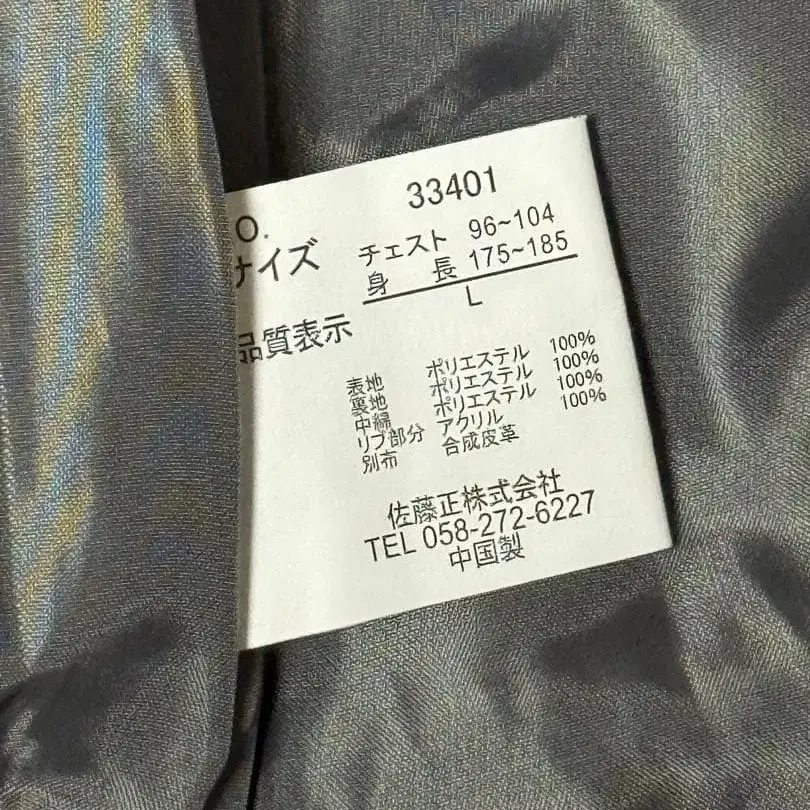 O. 33401
サイズ チェスト 96~104
身 長 175~185
L
品質表示
表地 ポリエステル 100%
裏地 ポリエステル 100%
中綿 ポリエステル 100%
リブ部分 アクリル 100%
別布 合成皮革
佐藤正株式会社
TEL 058-272-6227
中国製